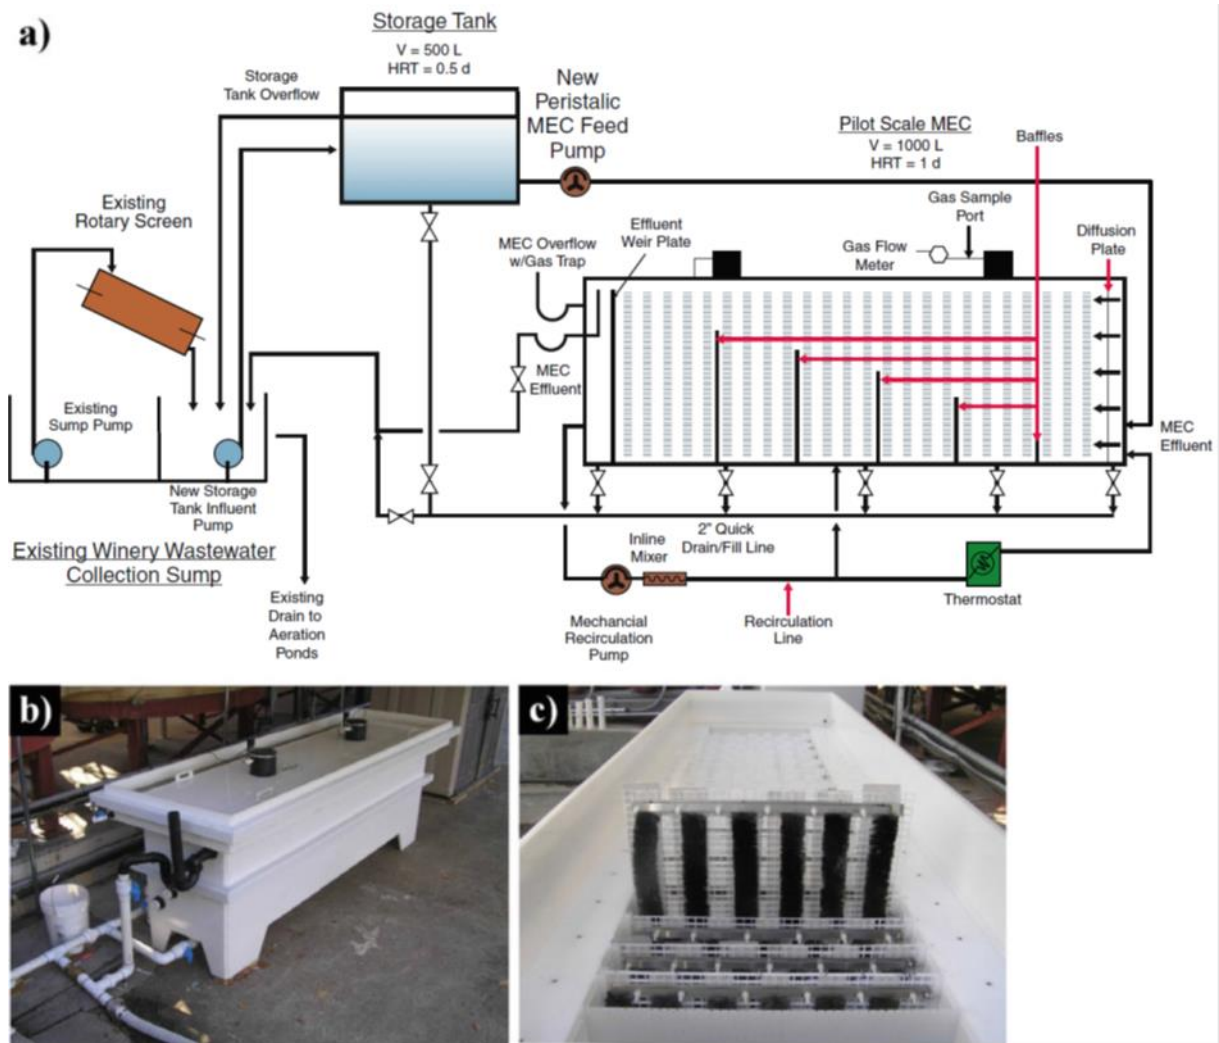 a)
Storage Tank
V = 500 L
HRT = 0.5 d
Storage
Tank Overflow
New
Peristalic
MEC Feed
Pump
Pilot Scale MEC
V = 1000 L
HRT = 1 d
Baffles
Existing
Rotary Screen
MEC Overflow
w/Gas Trap
Effluent
Weir Plate
Gas Sample
Port
Gas Flow
Meter
Diffusion
Plate
MEC
Effluent
Existing
Sump Pump
New Storage
Tank Influent
Pump
MEC
Effluent
Existing Winery Wastewater
Collection Sump
2" Quick
Drain/Fill Line
Inline
Mixer
Existing
Drain to
Aeration
Ponds
Mechancial
Recirculation
Pump
Recirculation
Line
Thermostat
b)
c)